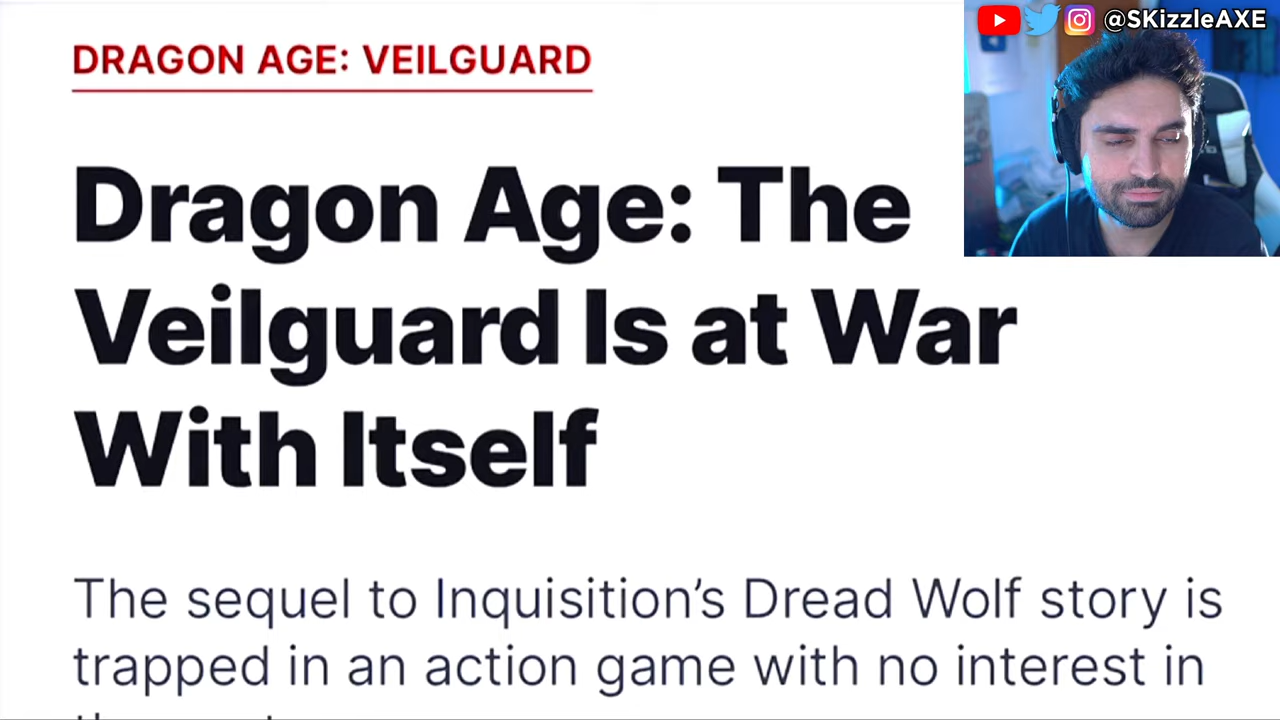 @SKizzleAXE
DRAGON AGE: VEILGUARD
Dragon Age: The
Veilguard Is at War
With Itself
The sequel to Inquisition's Dread Wolf story is
trapped in an action game with no interest in